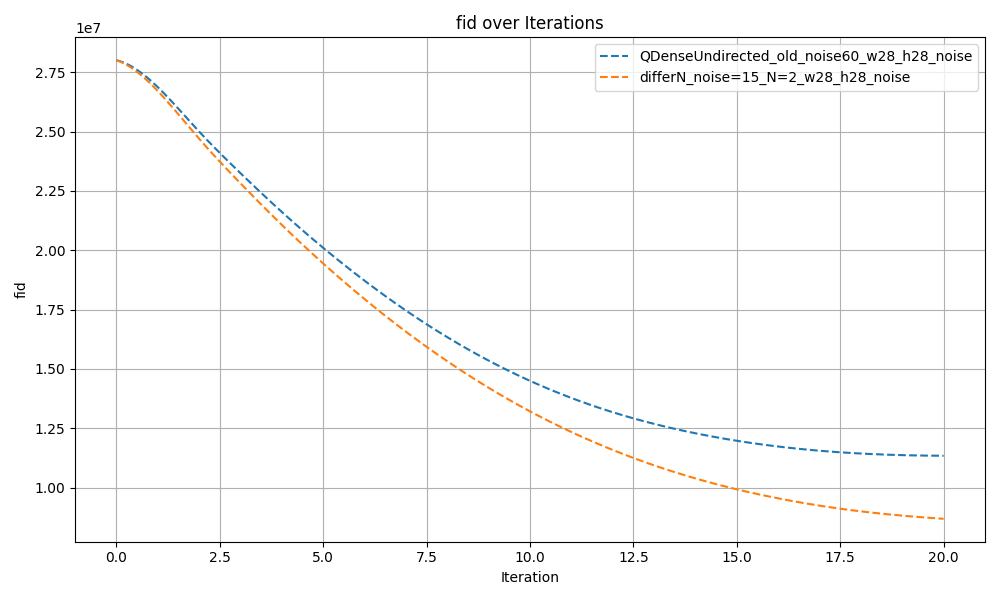 fid over Iterations
1e7
QDenseUndirected_old_noise60_w28_h28_noise
differN_noise=15_N=2_w28_h28_noise
2.75
2.50
2.25
2.00
1.75
1.50
1.25
1.00
fid
0.0 2.5 5.0 7.5 10.0 12.5 15.0 17.5 20.0
Iteration